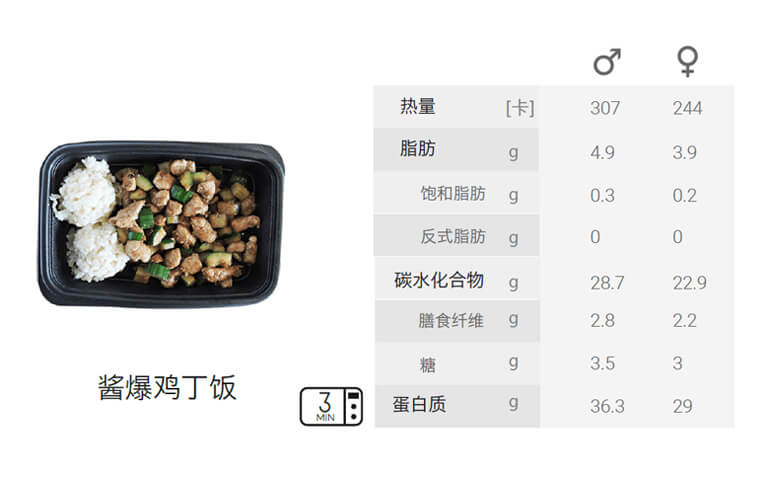 ♂ ♀
热量 [卡] 307 244
脂肪 g 4.9 3.9
饱和脂肪 g 0.3 0.2
反式脂肪 g 0 0
碳水化合物 g 28.7 22.9
膳食纤维 g 2.8 2.2
糖 g 3.5 3
蛋白质 g 36.3 29
酱爆鸡丁饭
3
MIN